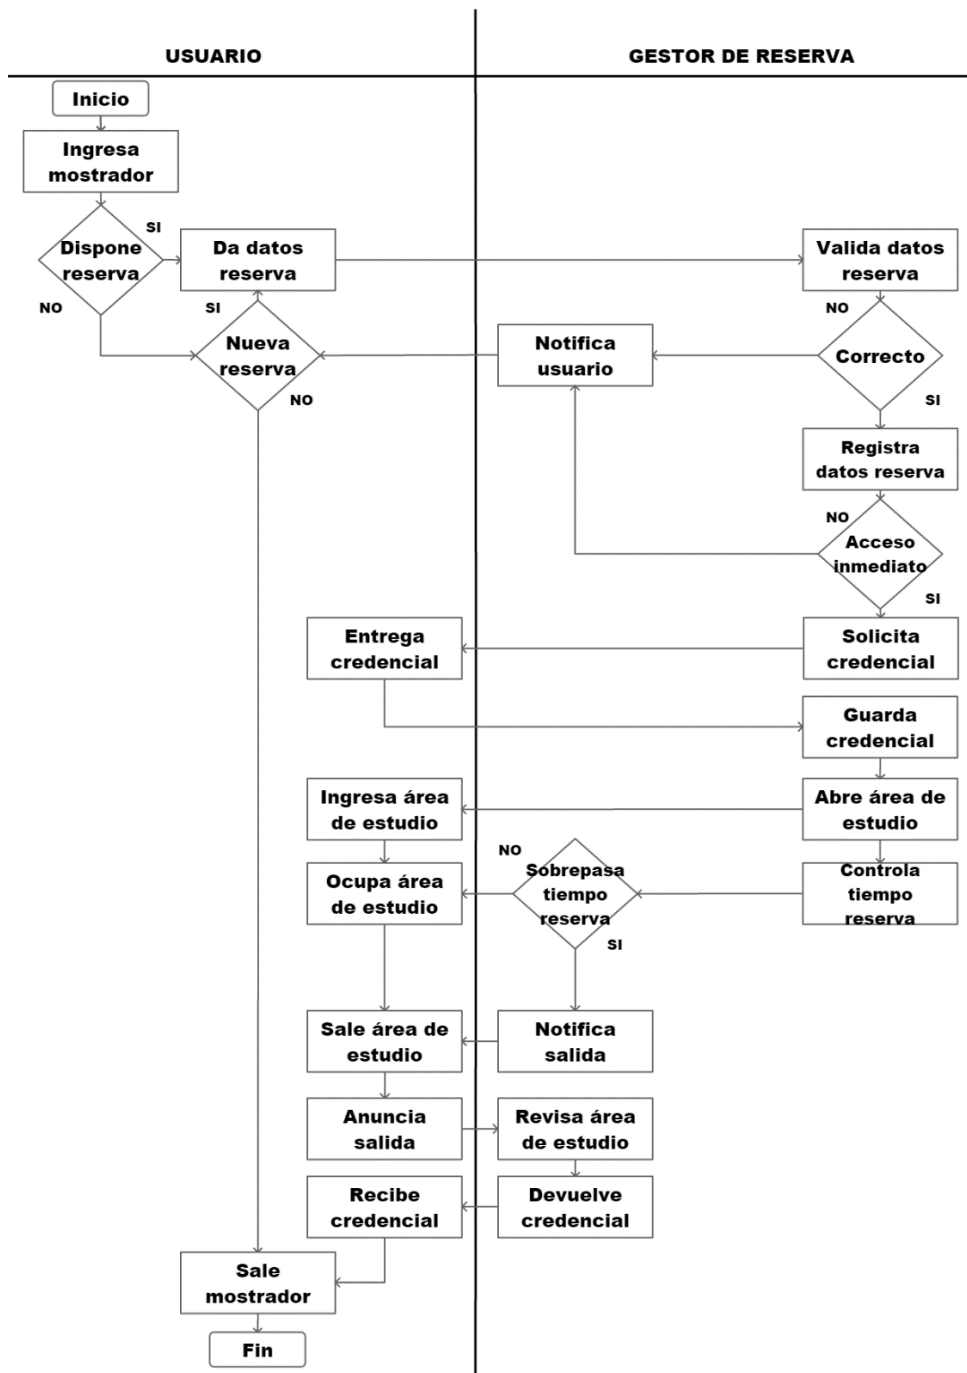 USUARIO
GESTOR DE RESERVA
Inicio
Ingresa
mostrador
SI
Dispone
reserva
Da datos
reserva
Valida datos
reserva
NO
SI
NO
Nueva
reserva
Notifica
usuario
Correcto
NO
SI
Registra
datos reserva
NO
Acceso
inmediato
SI
Entrega
credencial
Solicita
credencial
Guarda
credencial
Ingresa área
de estudio
Abre área de
estudio
NO
Ocupa área
de estudio
Sobrepasa
tiempo
reserva
Controla
tiempo
reserva
SI
Sale área de
estudio
Notifica
salida
Anuncia
salida
Revisa área
de estudio
Recibe
credencial
Devuelve
credencial
Sale
mostrador
Fin